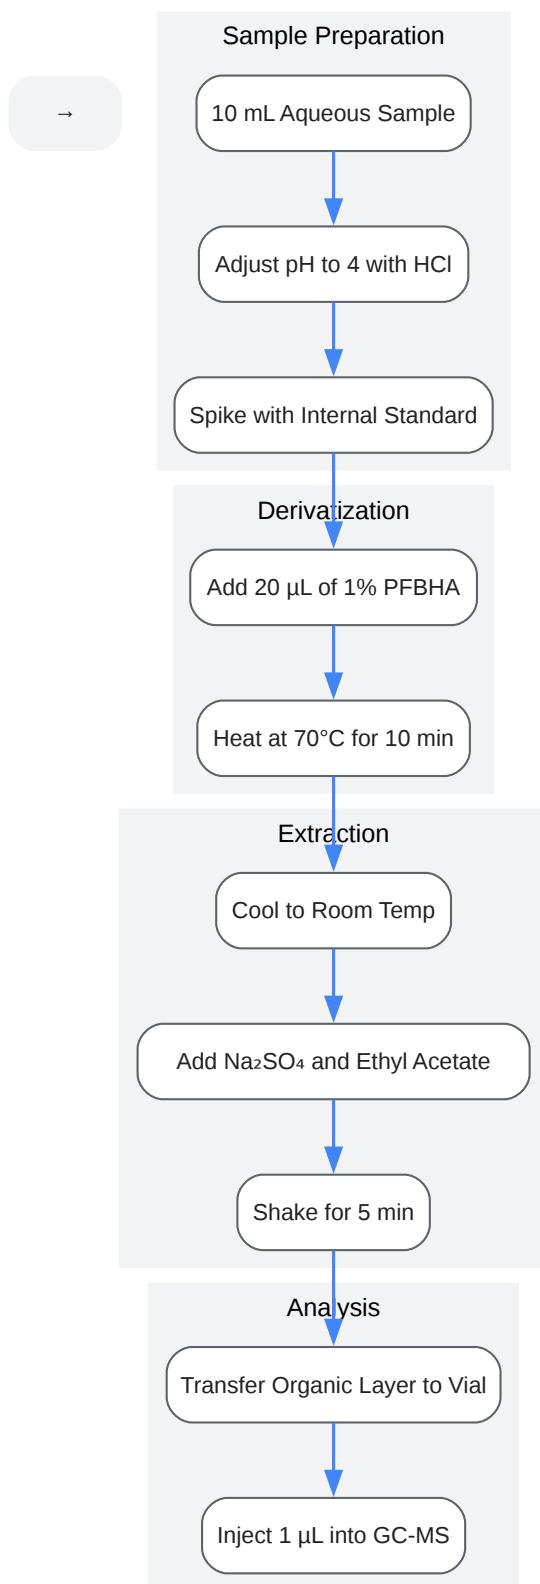 Sample Preparation
→
10 mL Aqueous Sample
Adjust pH to 4 with HCl
Spike with Internal Standard
Derivatization
Add 20 µL of 1% PFBHA
Heat at 70°C for 10 min
Extraction
Cool to Room Temp
Add Na₂SO₄ and Ethyl Acetate
Shake for 5 min
Analysis
Transfer Organic Layer to Vial
Inject 1 µL into GC-MS